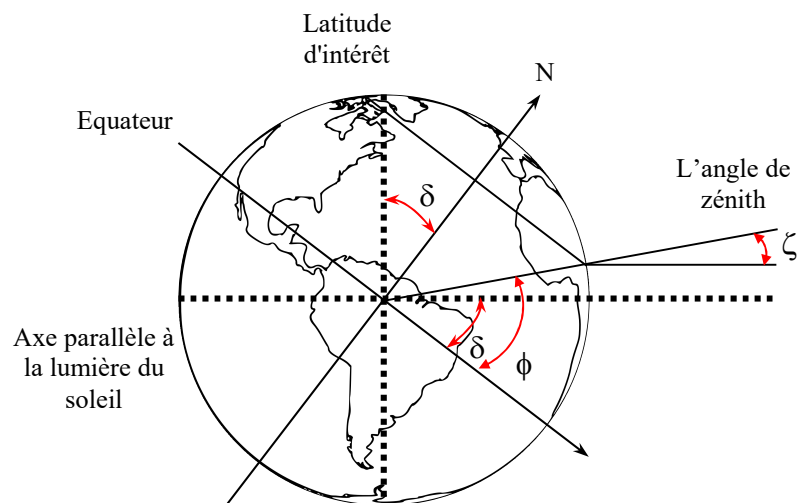 Latitude
d'intérêt
N
Equateur
L’angle de
zénith
δ
ζ
Axe parallèle à
la lumière du
soleil
δ
ϕ